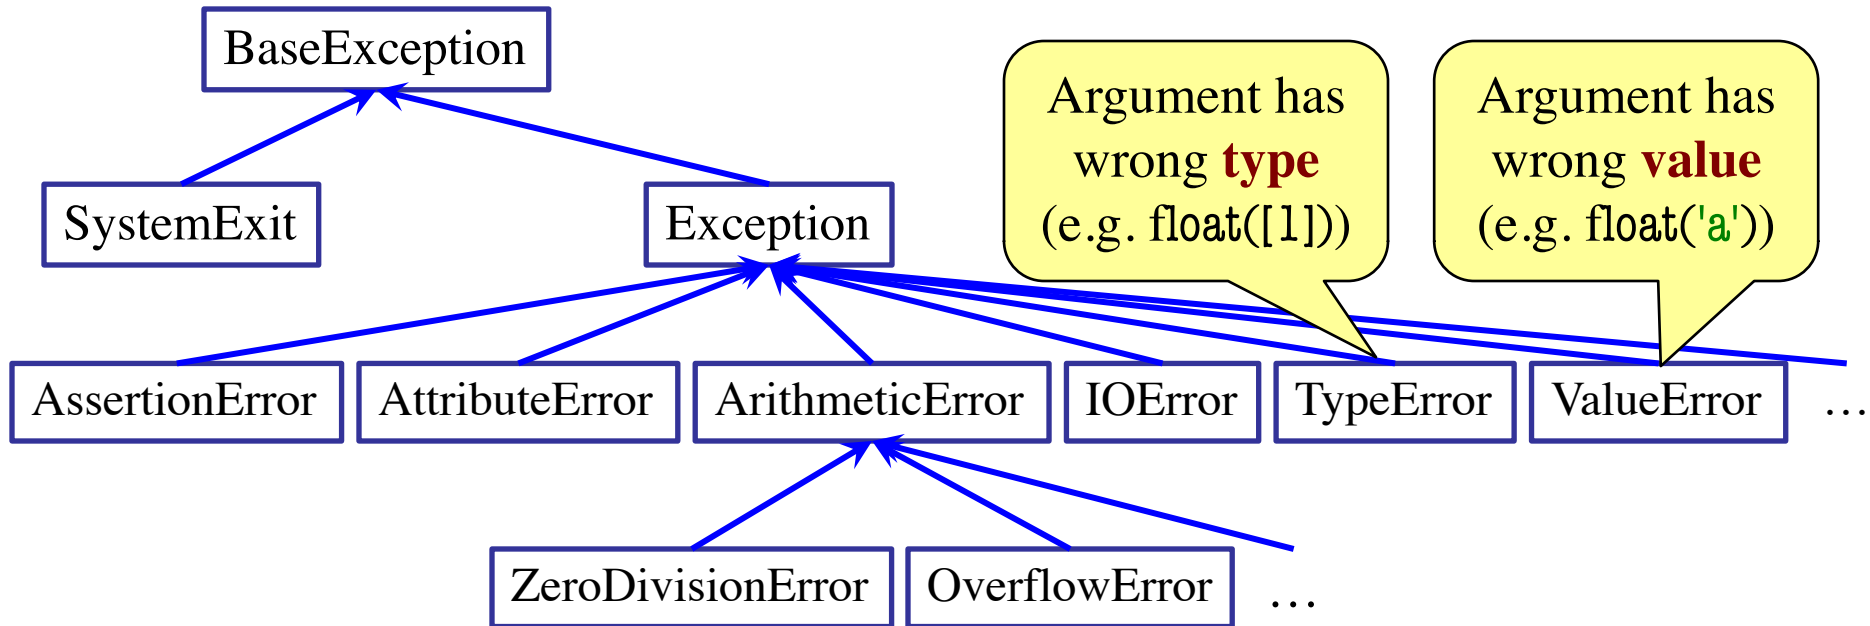 BaseException
Argument has
wrong type
(e.g. float([1]))
Argument has
wrong value
(e.g. float('a'))
SystemExit
Exception
AssertionError
AttributeError
ArithmeticError
IOError
TypeError
ValueError
…
ZeroDivisionError
OverflowError
…